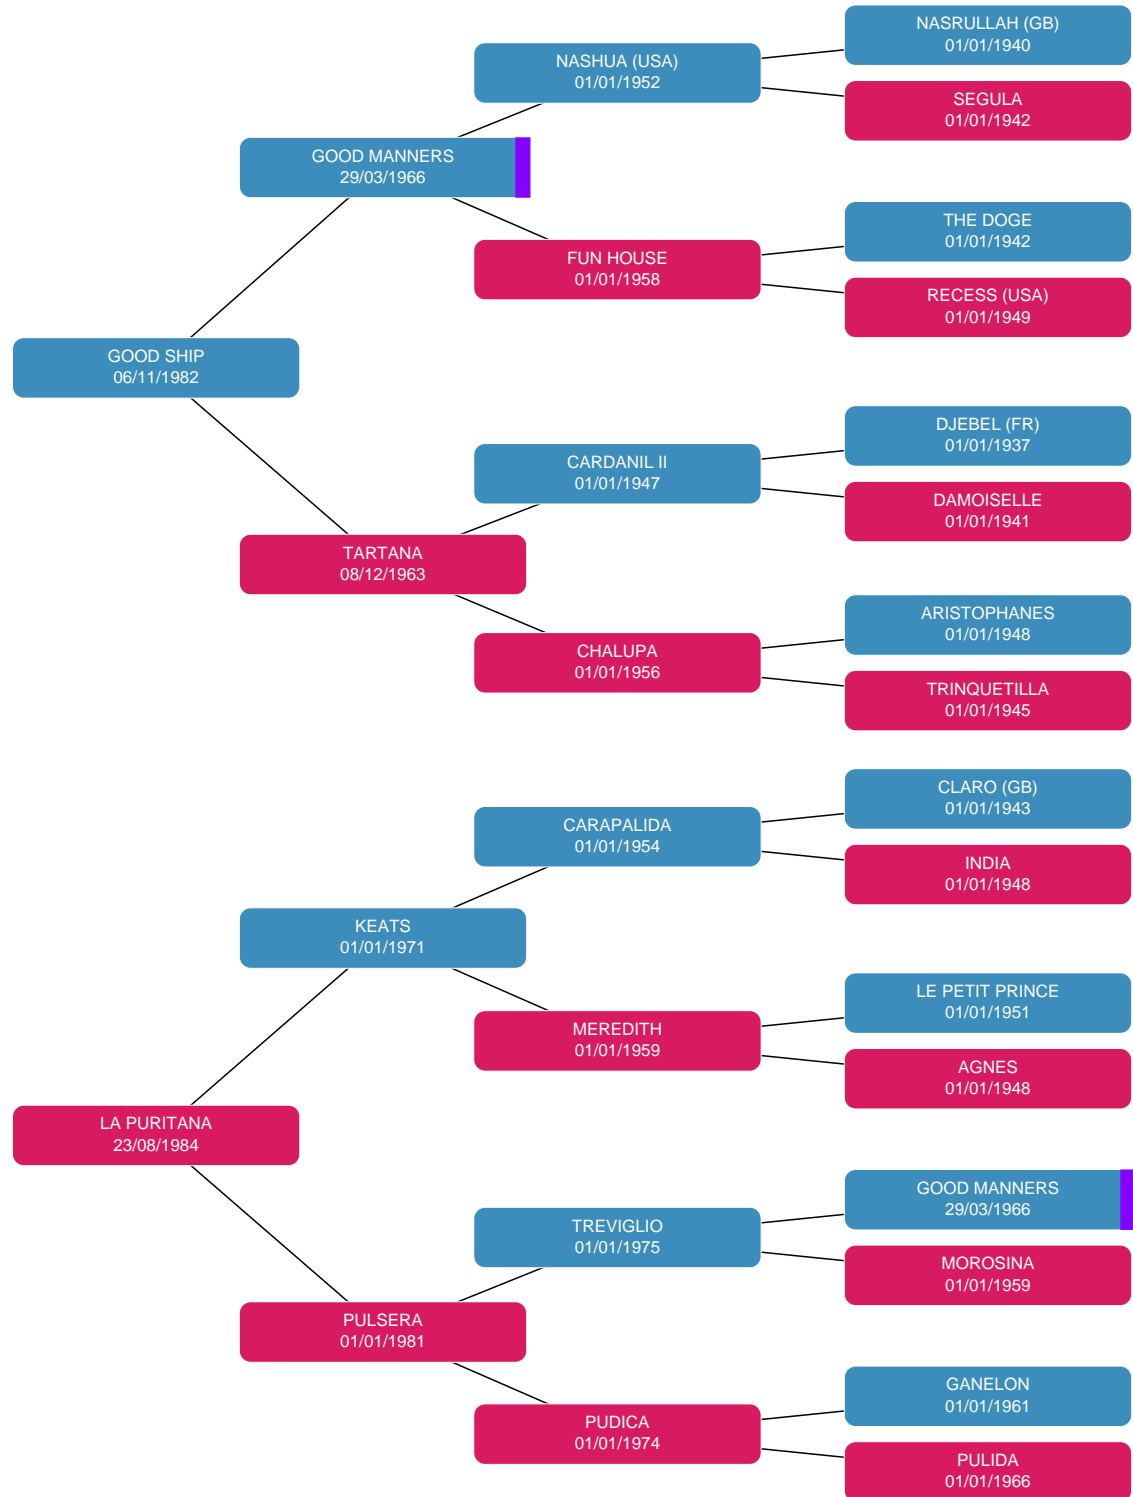 NASRULLAH (GB)
01/01/1940
NASHUA (USA)
01/01/1952
SEGULA
01/01/1942
GOOD MANNERS
29/03/1966
THE DOGE
01/01/1942
FUN HOUSE
01/01/1958
RECESS (USA)
01/01/1949
GOOD SHIP
06/11/1982
DJEBEL (FR)
01/01/1937
CARDANIL II
01/01/1947
DAMOISELLE
01/01/1941
TARTANA
08/12/1963
ARISTOPHANES
01/01/1948
CHALUPA
01/01/1956
TRINQUETILLA
01/01/1945
CLARO (GB)
01/01/1943
CARAPALIDA
01/01/1954
INDIA
01/01/1948
KEATS
01/01/1971
LE PETIT PRINCE
01/01/1951
MEREDITH
01/01/1959
AGNES
01/01/1948
LA PURITANA
23/08/1984
GOOD MANNERS
29/03/1966
TREVIGLIO
01/01/1975
MOROSINA
01/01/1959
PULSERA
01/01/1981
GANELON
01/01/1961
PUDICA
01/01/1974
PULIDA
01/01/1966